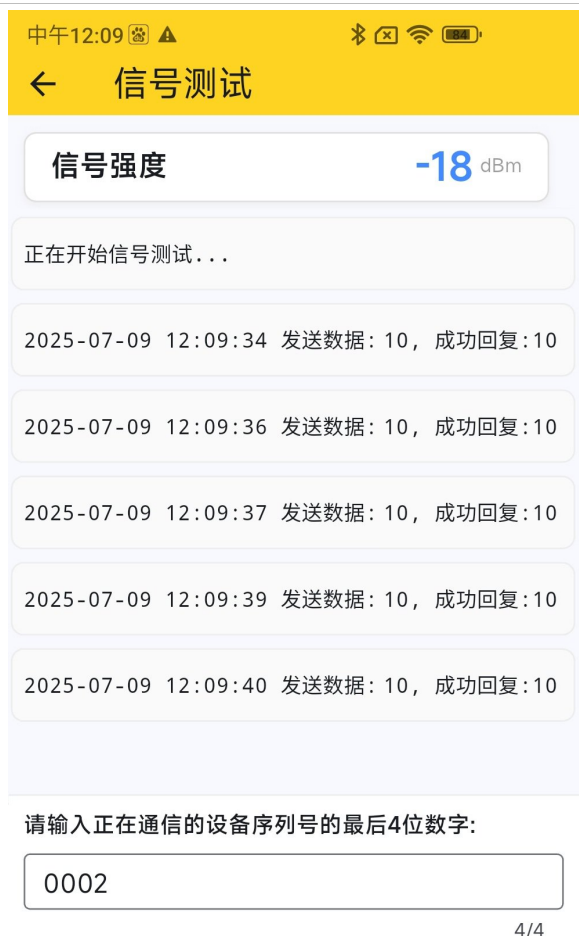 中午12:09
84
信号测试
信号强度
-18 dBm
正在开始信号测试...
2025-07-09 12:09:34 发送数据: 10, 成功回复:10
2025-07-09 12:09:36 发送数据: 10, 成功回复:10
2025-07-09 12:09:37 发送数据: 10, 成功回复:10
2025-07-09 12:09:39 发送数据: 10, 成功回复:10
2025-07-09 12:09:40 发送数据: 10, 成功回复:10
请输入正在通信的设备序列号的最后4位数字:
0002
4/4